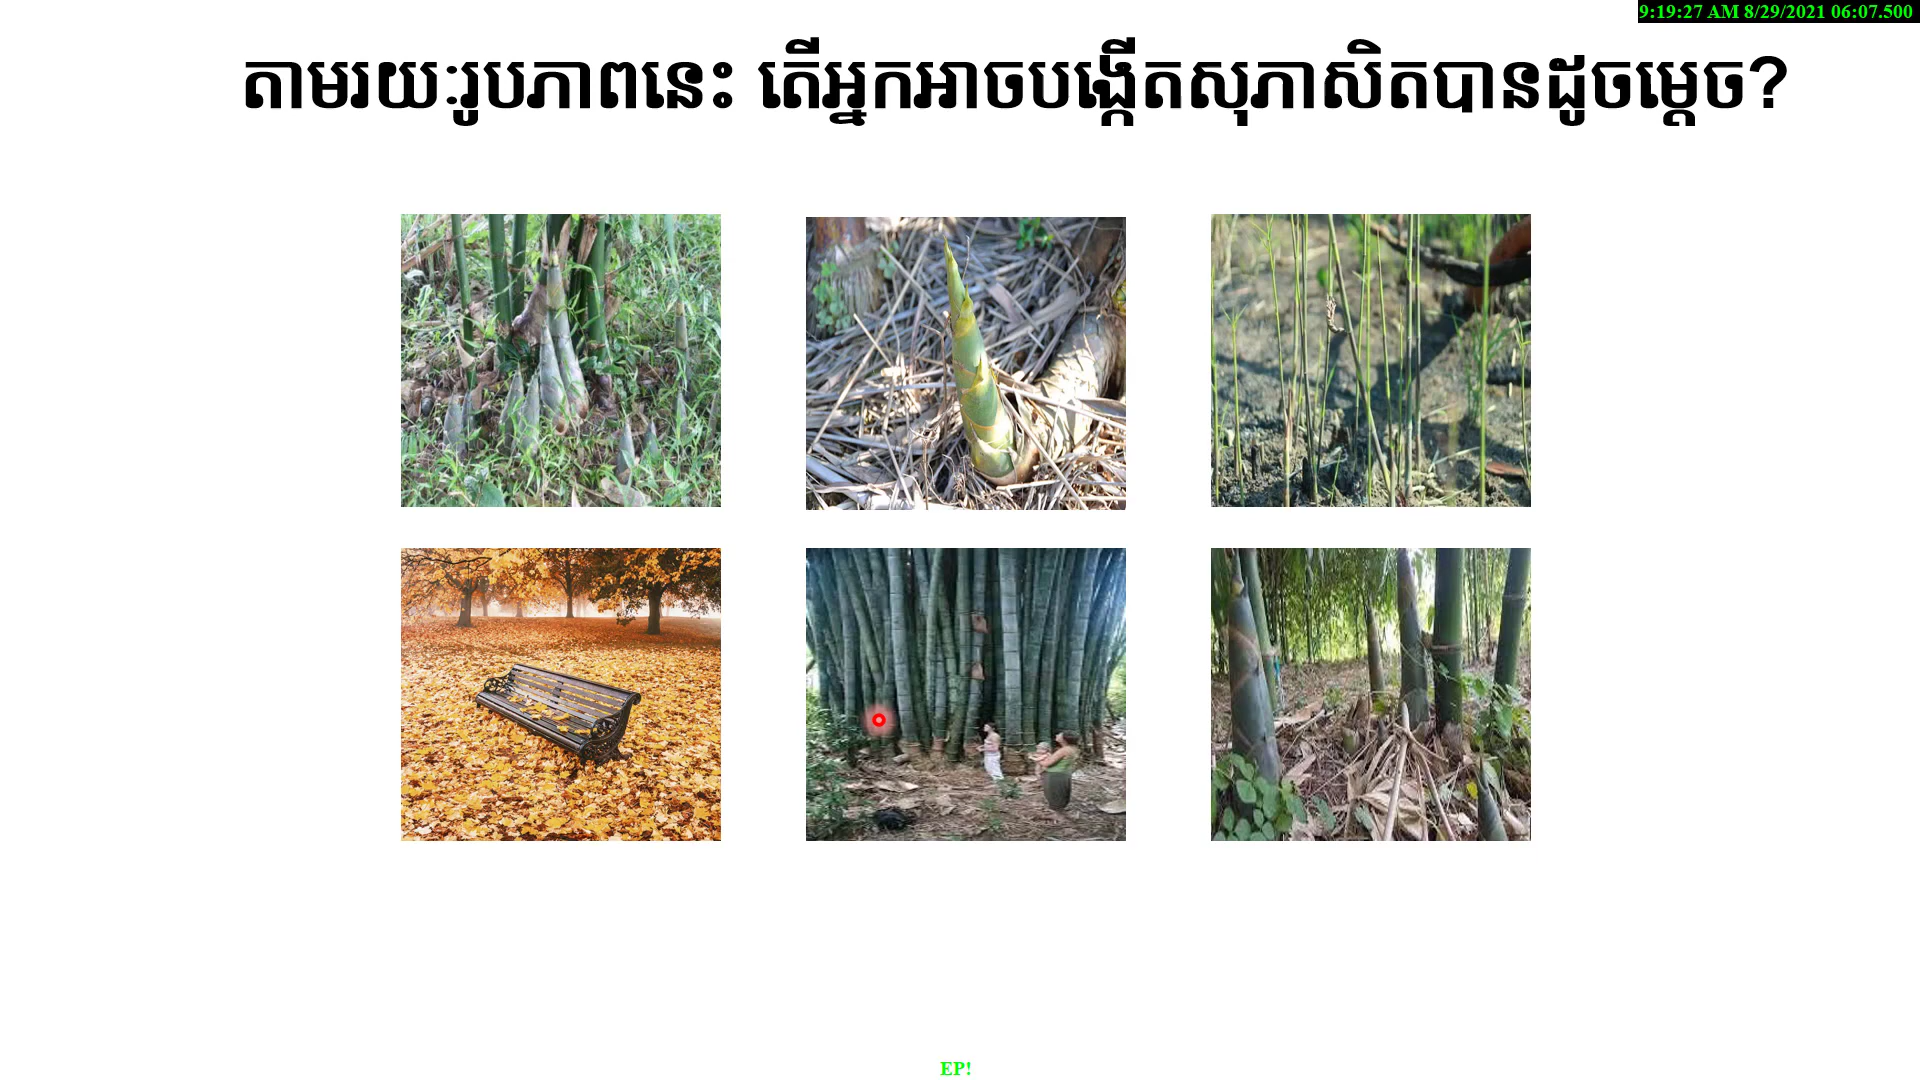 9:19:27 AM 8/29/2021 06:07.500
តាមរយៈរូបភាពនេះ តើអ្នកអាចបង្កើតសុភាសិតបានដូចម្ដេច?
EP!